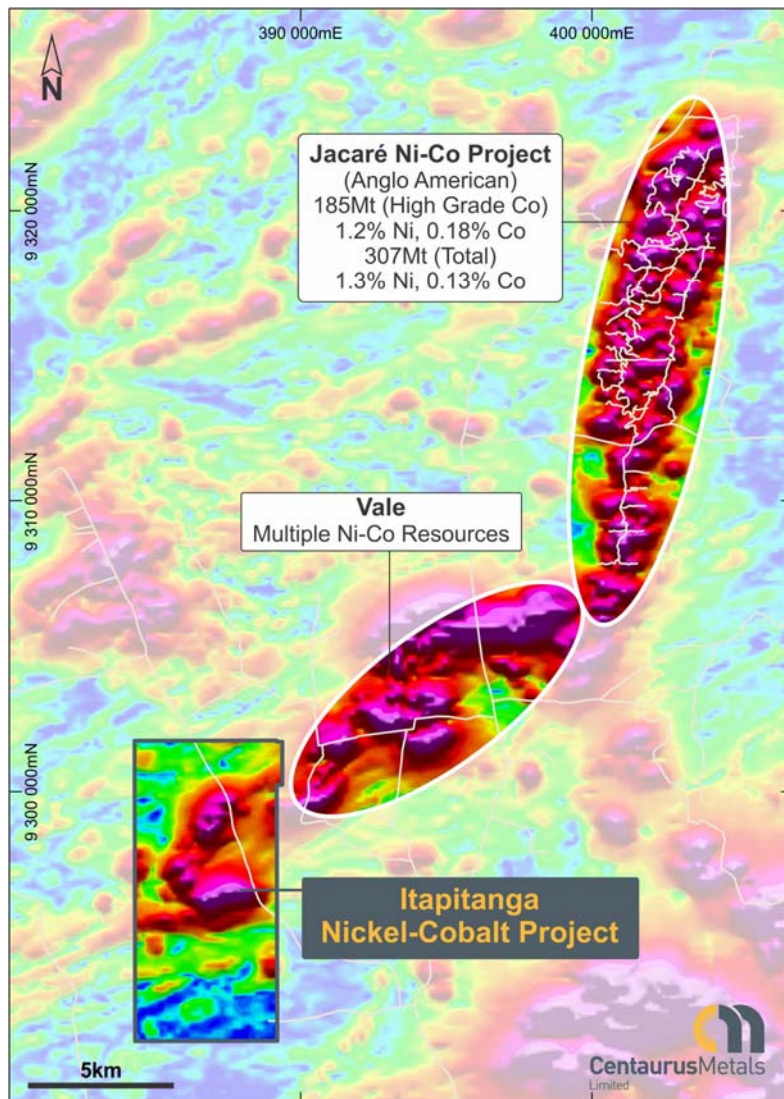 390 000mE
400 000mE
N
Jacaré Ni-Co Project
(Anglo American)
185Mt (High Grade Co)
1.2% Ni, 0.18% Co
307Mt (Total)
1.3% Ni, 0.13% Co
9 320 000mN
9 310 000mN
Vale
Multiple Ni-Co Resources
9 300 000mN
Itapitanga
Nickel-Cobalt Project
5km
CentaurusMetals
Limited